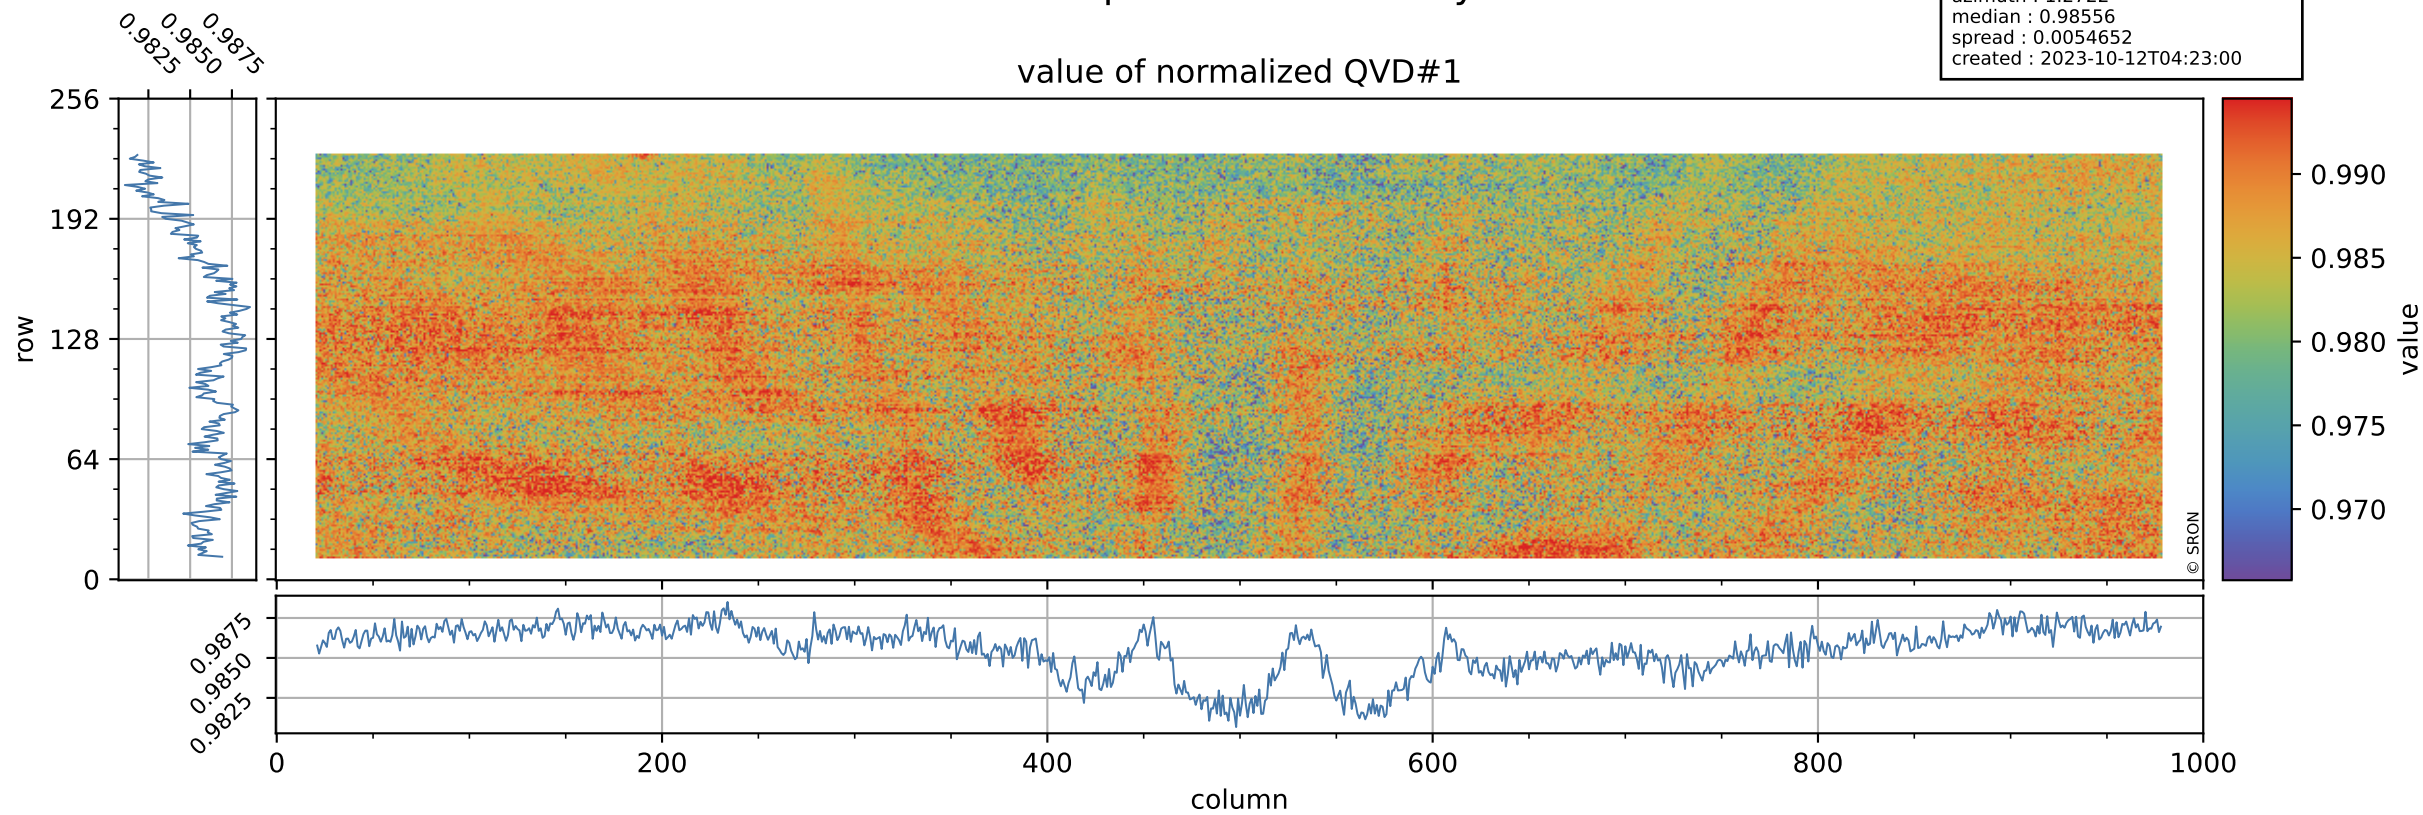 median : 0.98556
spread : 0.0054652
created : 2023-10-12T04:23:00
value of normalized QVD#1
0.9825
0.9850
0.9875
256
192
128
64
0
row
0.990
0.985
0.980
0.975
0.970
value
© SRON
0.9875
0.9850
0.9825
0
200
400
600
800
1000
column